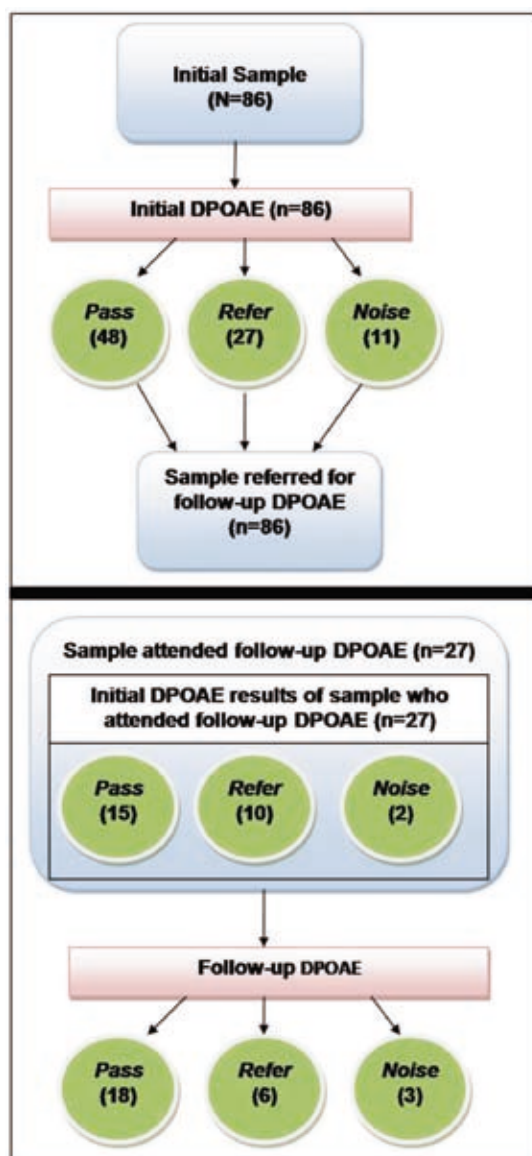 Initial Sample
(N=86)
Initial DPOAE (n=86)
Pass
(48)
Refer
(27)
Noise
(11)
Sample referred for
follow-up DPOAE
(n=86)
Sample attended follow-up DPOAE (n=27)
Initial DPOAE results of sample who
attended follow-up DPOAE (n=27)
Pass
(15)
Refer
(10)
Noise
(2)
Follow-up DPOAE
Pass
(18)
Refer
(6)
Noise
(3)